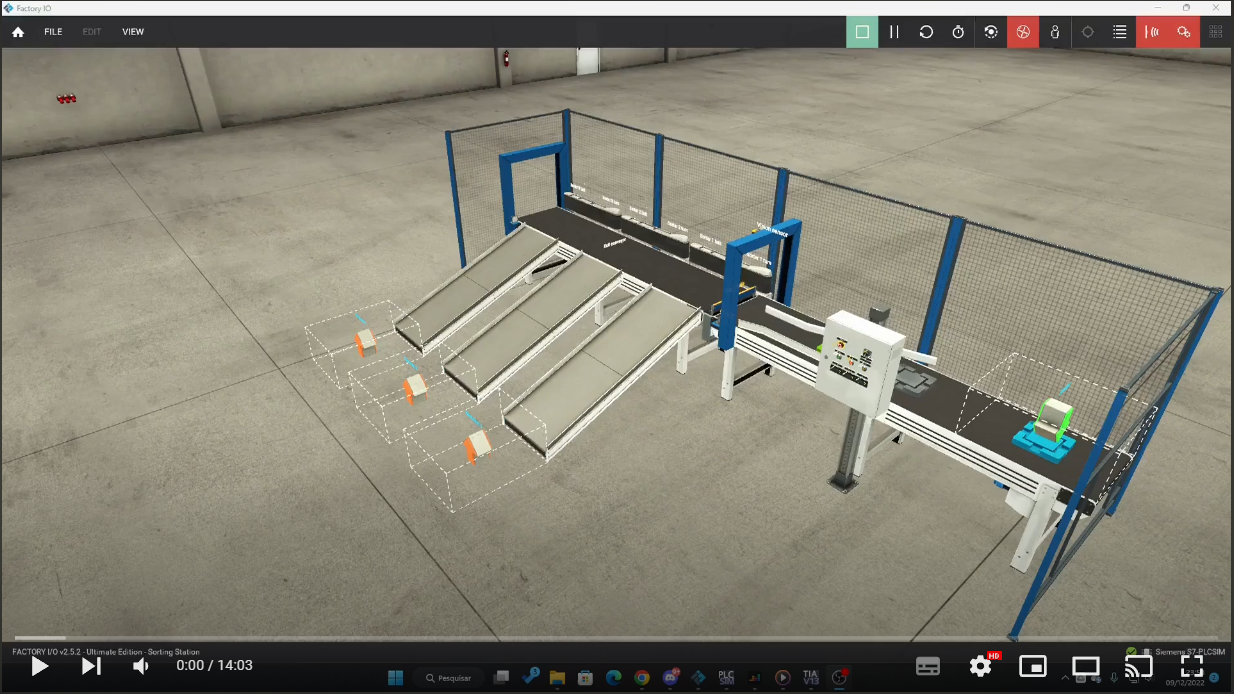 Factory IO
FILE EDIT VIEW
FACTORY I/O v2.5.2 - Ultimate Edition - Sorting Station
Siemens S7-PLCSIM
0:00 / 14:03
HD
Pesquisar
PLC
SIM
TIA
V13
09/12/2022